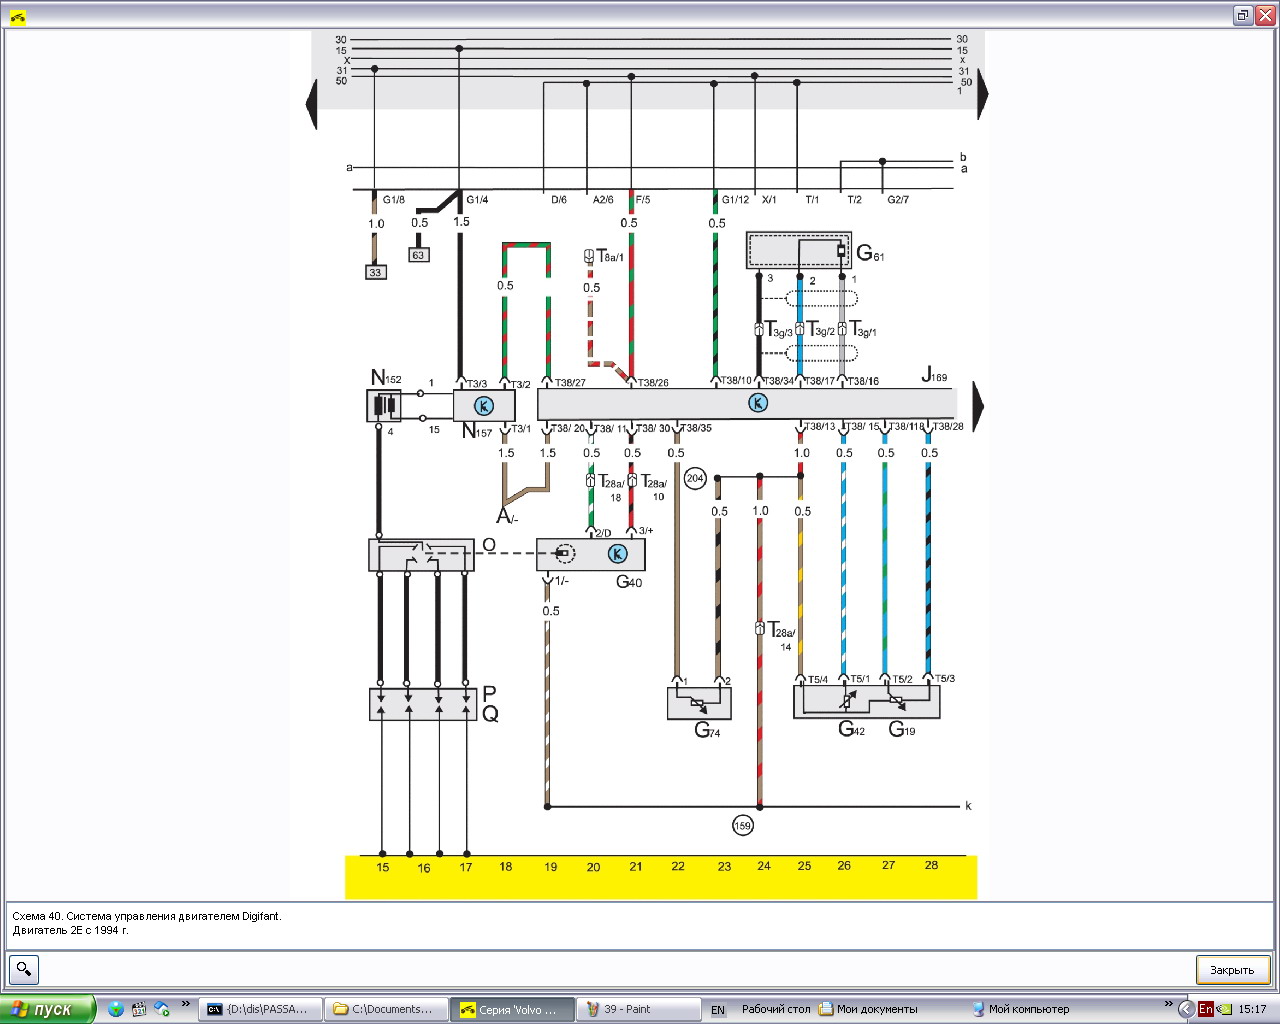 30 30
15 15
X x
31 31
50 50
1
b
a a
G1/8 G1/4 D/6 A2/6 F/5 G1/12 X/1 T/1 T/2 G2/7
1.0 0.5 1.5 0.5 0.5
63
33
T8a/1
G61
0.5 0.5
3 2 1
T3g/3 T3g/2 T3g/1
N152 1 T3/3 T3/2 T38/27 T38/26 T38/10 T38/34 T38/17 T38/16 J169
K K
4 15 N157 T3/1 T38/ 20 T38/ 11 T38/ 30 T38/35 T38/13 T38/ 15 T38/118 T38/28
1.5 1.5 0.5 0.5 0.5 1.0 0.5 0.5 0.5
204
T28a/18 T28a/10
A/-
0.5 1.0 0.5
2/D 3/+
O
K
1/- G40
0.5
T28a/14
1 2 T5/4 T5/1 T5/2 T5/3
P
Q
G74 G42 G19
k
159
15 16 17 18 19 20 21 22 23 24 25 26 27 28
Схема 40. Система управления двигателем Digifant.
Двигатель 2E с 1994 г.
Закрыть
пуск {D:\dis\PASSA... C:\Documents... Серия 'Volvo ... 39 - Paint EN Рабочий стол » Мои документы Мой компьютер » En 15:17